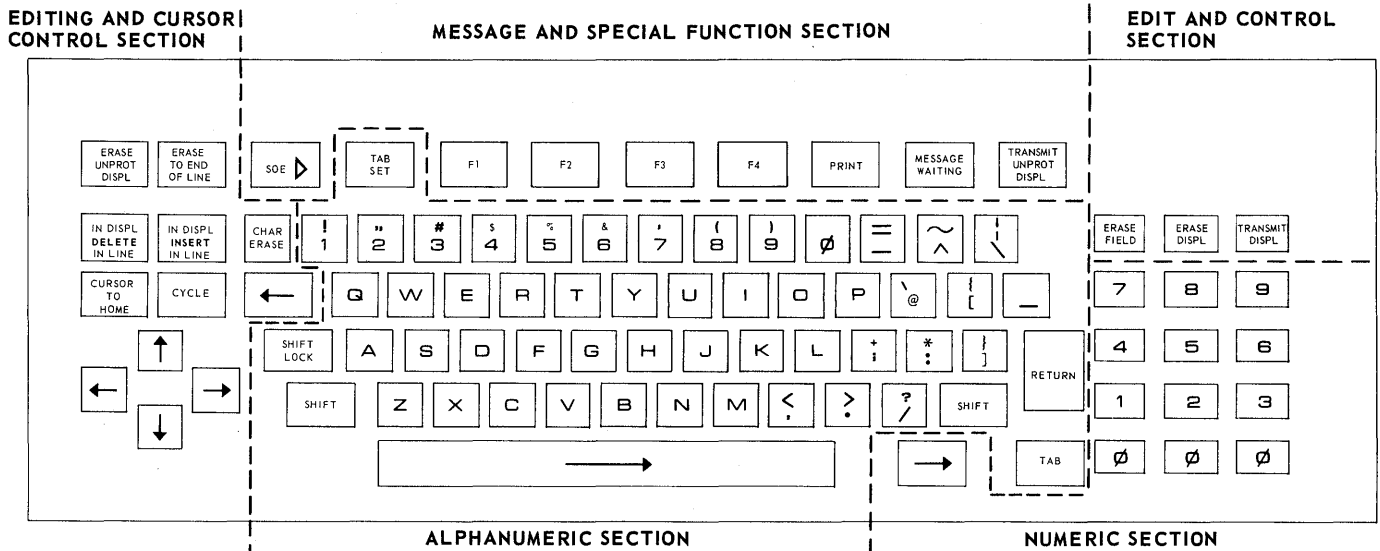 EDITING AND CURSOR
CONTROL SECTION
MESSAGE AND SPECIAL FUNCTION SECTION
EDIT AND CONTROL
SECTION
ERASE
UNPROT
DISPL
ERASE
TO END
OF LINE
SOE
TAB
SET
F1
F2
F3
F4
PRINT
MESSAGE
WAITING
TRANSMIT
UNPROT
DISPL
IN DISPL
DELETE
IN LINE
IN DISPL
INSERT
IN LINE
CHAR
ERASE
!
1
"
2
#
3
$
4
%
5
&
6
'
7
(
8
)
9
Ø
=
—
~
^
¦
\
ERASE
FIELD
ERASE
DISPL
TRANSMIT
DISPL
CURSOR
TO
HOME
CYCLE
←
Q
W
E
R
T
Y
U
I
O
P
`
@
{
[
_
7
8
9
↑
←
→
↓
SHIFT
LOCK
A
S
D
F
G
H
J
K
L
+
;
*
:
}
]
RETURN
4
5
6
SHIFT
Z
X
C
V
B
N
M
<
,
>
.
?
/
SHIFT
1
2
3
→
→
TAB
Ø
Ø
Ø
ALPHANUMERIC SECTION
NUMERIC SECTION